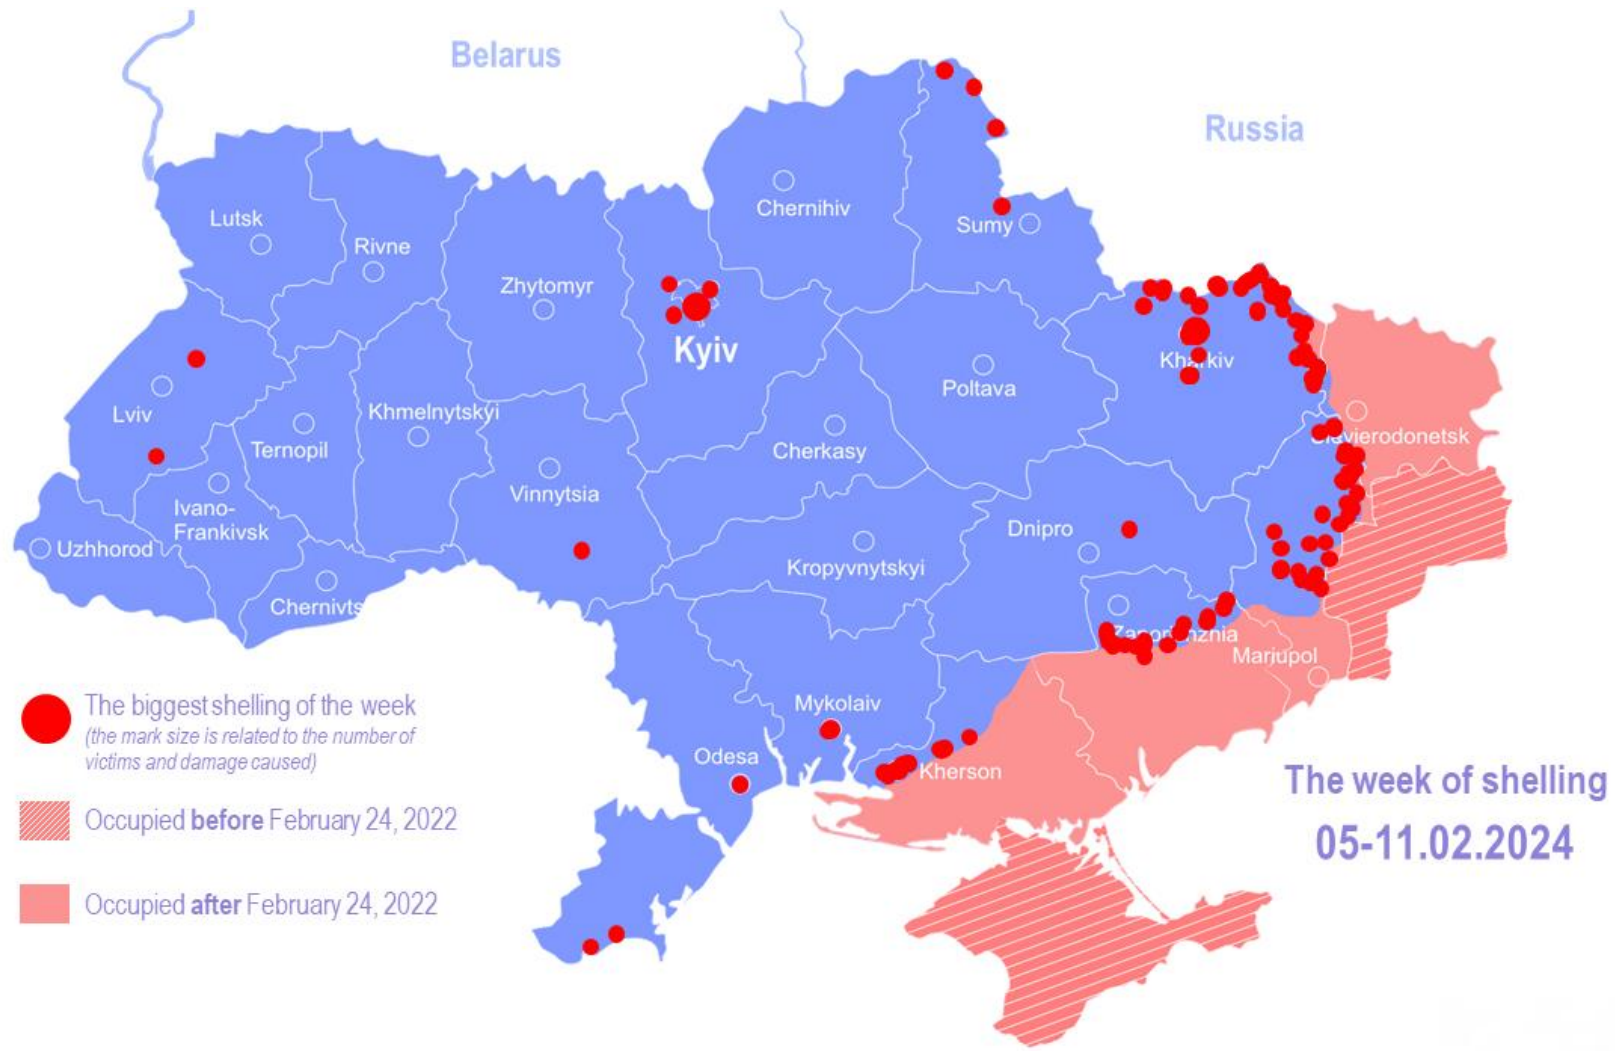 Belarus
Russia
Chernihiv
Sumy
Lutsk
Rivne
Zhytomyr
Kyiv
Kharkiv
Poltava
Lviv
Khmelnytskyi
Ternopil
Cherkasy
Sievierodonetsk
Vinnytsia
Ivano-
Frankivsk
Dnipro
Uzhhorod
Kropyvnytskyi
Chernivts
Zaporizhzhia
Mariupol
Mykolaiv
Odesa
Kherson
The biggest shelling of the week
(the mark size is related to the number of
victims and damage caused)
Occupied before February 24, 2022
Occupied after February 24, 2022
The week of shelling
05-11.02.2024